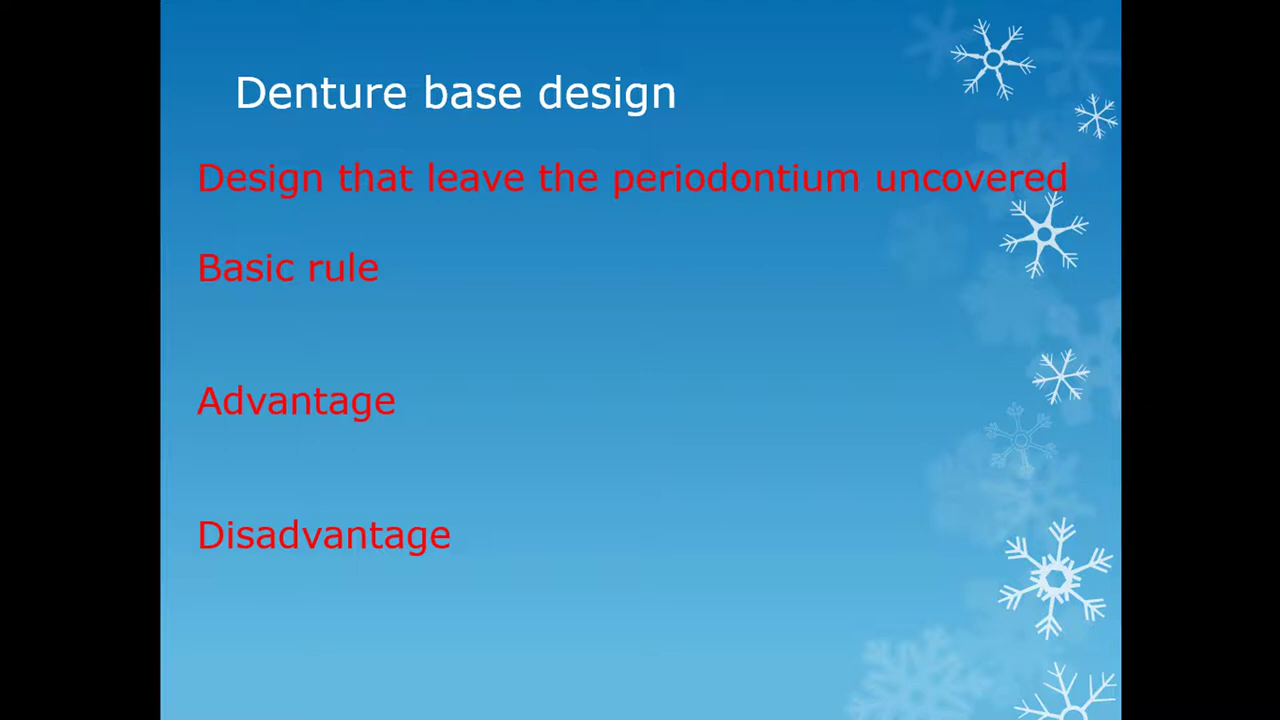 Denture base design
Design that leave the periodontium uncovered
Basic rule
Advantage
Disadvantage